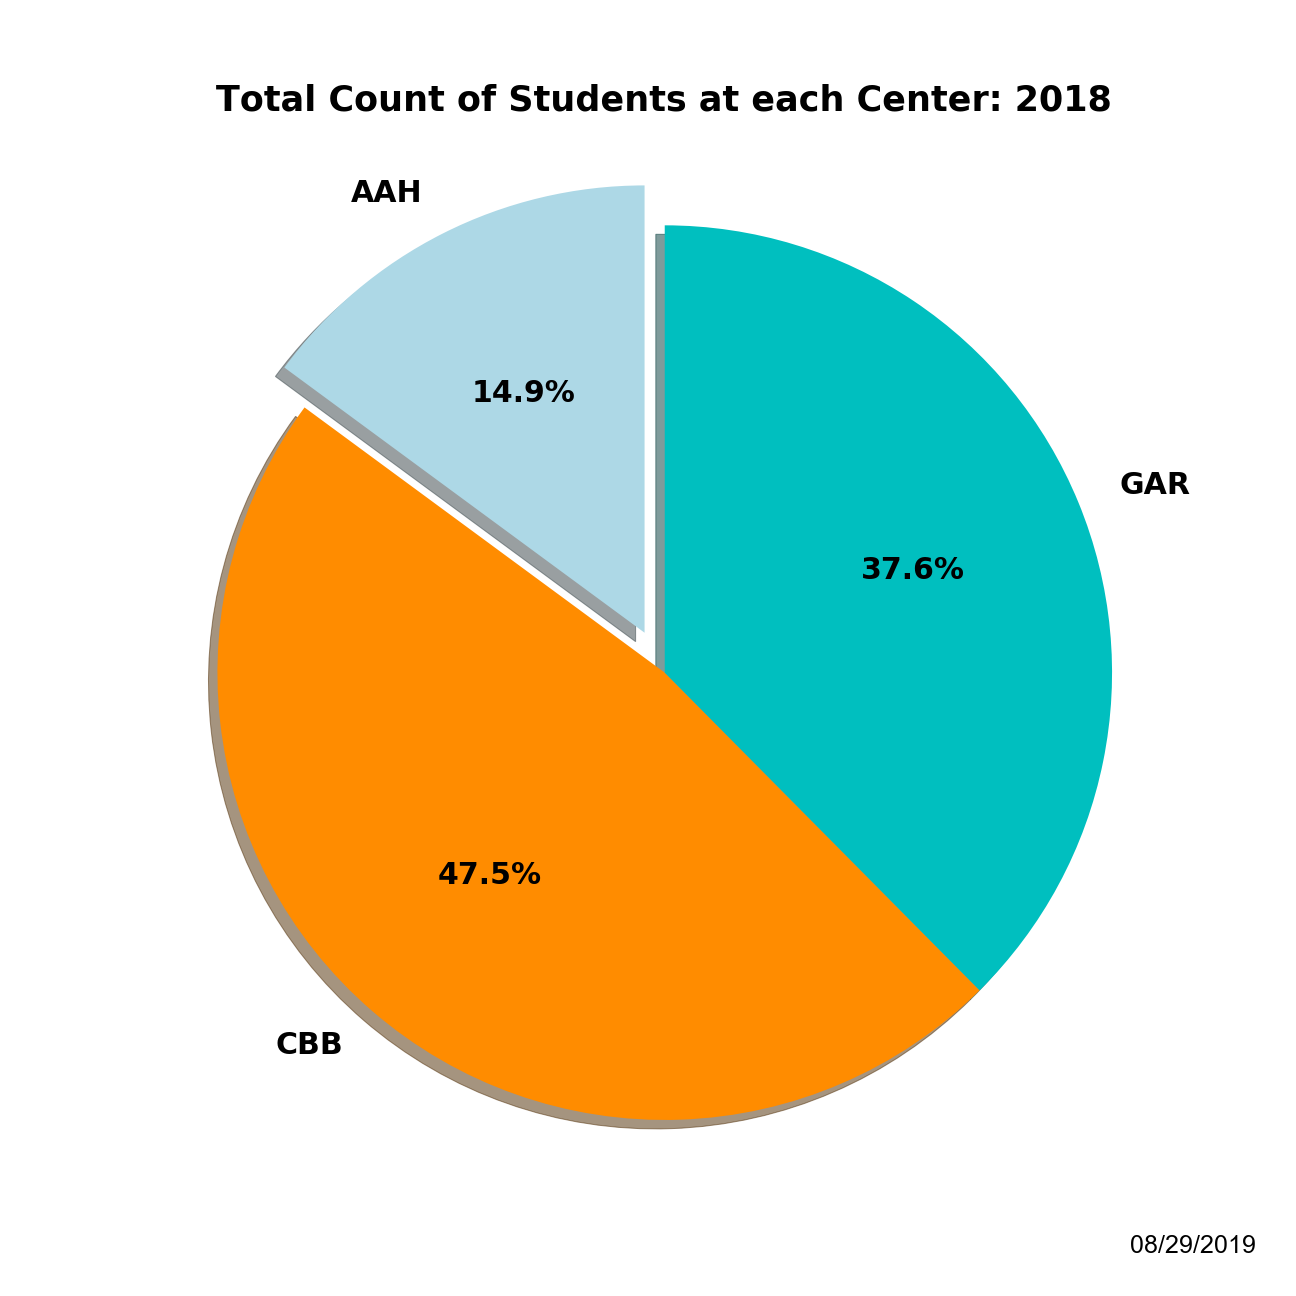 Total Count of Students at each Center: 2018
AAH
14.9%
GAR
37.6%
47.5%
CBB
08/29/2019